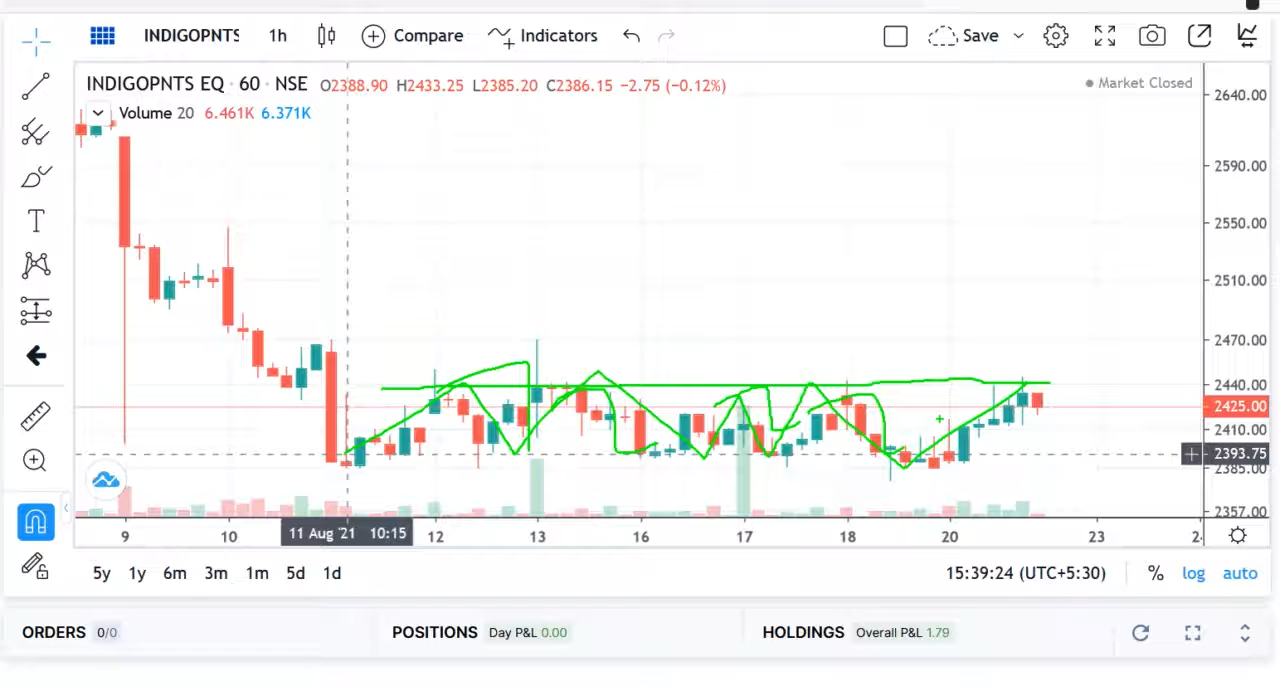 INDIGOPNTS 1h Compare Indicators Save
INDIGOPNTS EQ · 60 · NSE O2388.90 H2433.25 L2385.20 C2386.15 −2.75 (−0.12%)
Market Closed
Volume 20 6.461K 6.371K
2640.00
2590.00
2550.00
2510.00
2470.00
2440.00
2425.00
2410.00
2393.75
2385.00
2357.00
9 10 11 Aug '21 10:15 12 13 16 17 18 20 23
5y 1y 6m 3m 1m 5d 1d 15:39:24 (UTC+5:30) % log auto
ORDERS 0/0 POSITIONS Day P&L 0.00 HOLDINGS Overall P&L 1.79